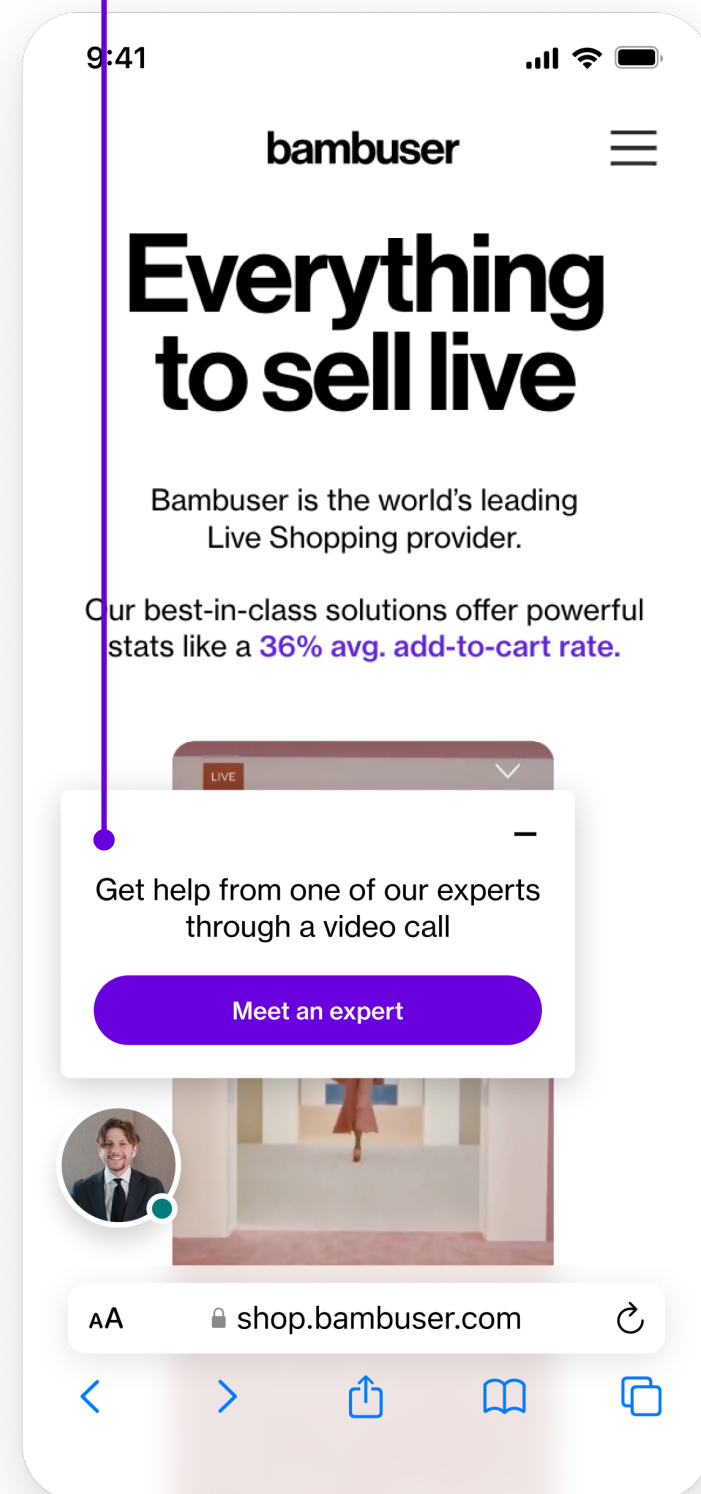 9:41
bambuser
Everything
to sell live
Bambuser is the world’s leading
Live Shopping provider.
Our best-in-class solutions offer powerful
stats like a 36% avg. add-to-cart rate.
LIVE
Get help from one of our experts
through a video call
Meet an expert
AA shop.bambuser.com